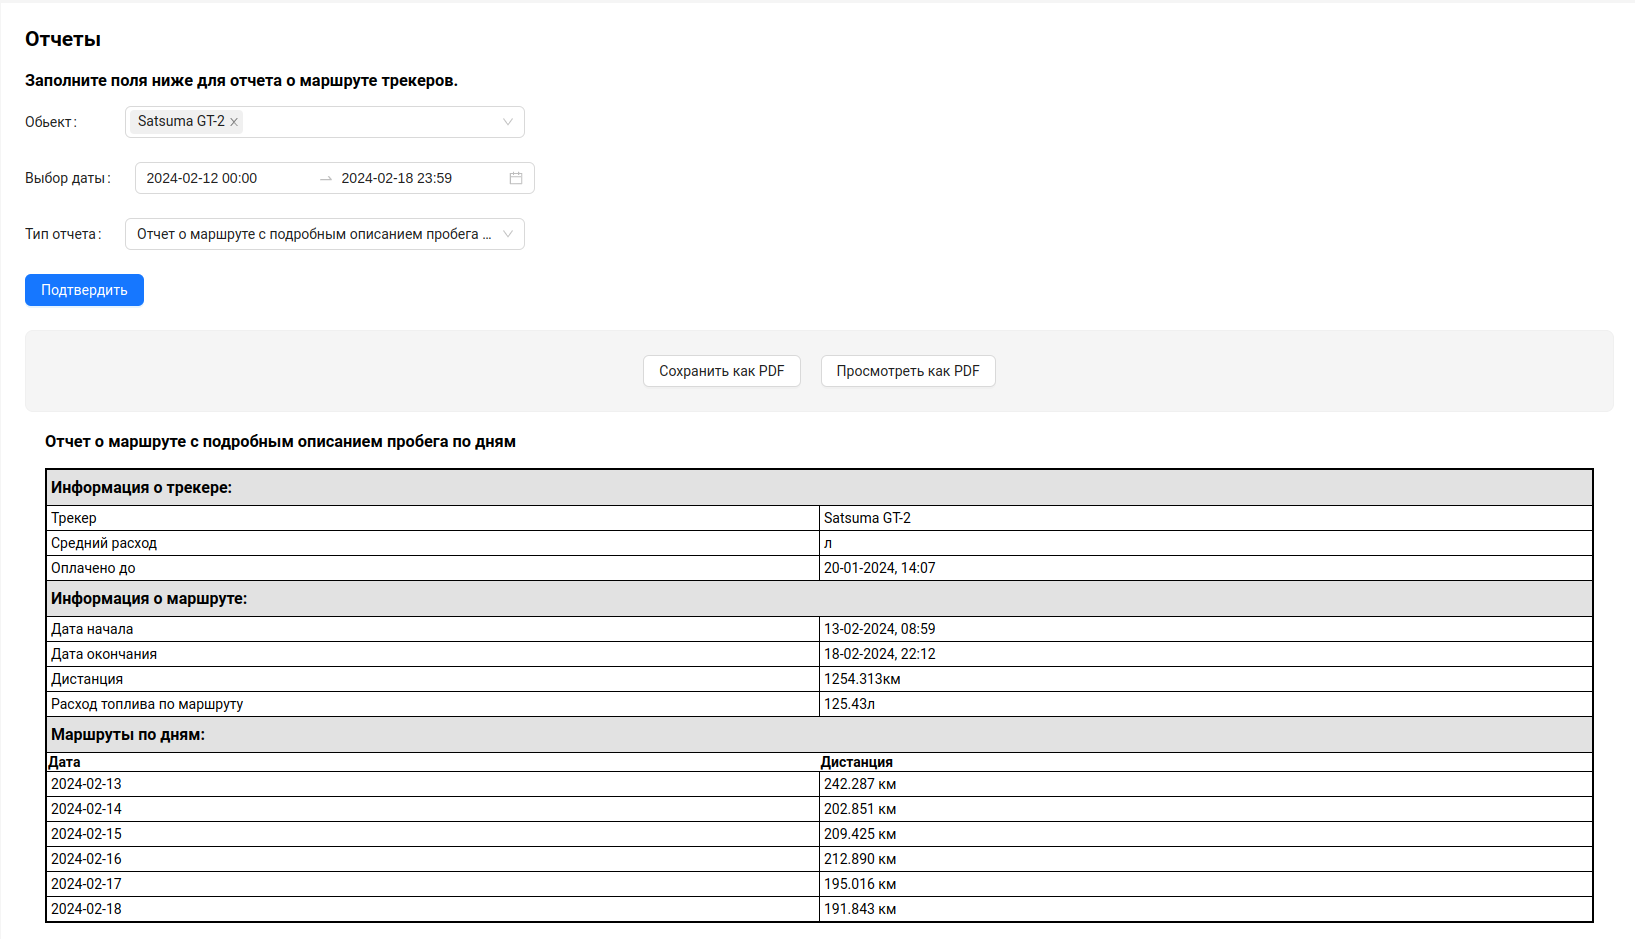 Отчеты
Заполните поля ниже для отчета о маршруте трекеров.
Обьект: Satsuma GT-2
Выбор даты: 2024-02-12 00:00 → 2024-02-18 23:59
Тип отчета: Отчет о маршруте с подробным описанием пробега ...
Подтвердить
Сохранить как PDF Просмотреть как PDF
Отчет о маршруте с подробным описанием пробега по дням
Информация о трекере:
Трекер Satsuma GT-2
Средний расход л
Оплачено до 20-01-2024, 14:07
Информация о маршруте:
Дата начала 13-02-2024, 08:59
Дата окончания 18-02-2024, 22:12
Дистанция 1254.313км
Расход топлива по маршруту 125.43л
Маршруты по дням:
Дата Дистанция
2024-02-13 242.287 км
2024-02-14 202.851 км
2024-02-15 209.425 км
2024-02-16 212.890 км
2024-02-17 195.016 км
2024-02-18 191.843 км